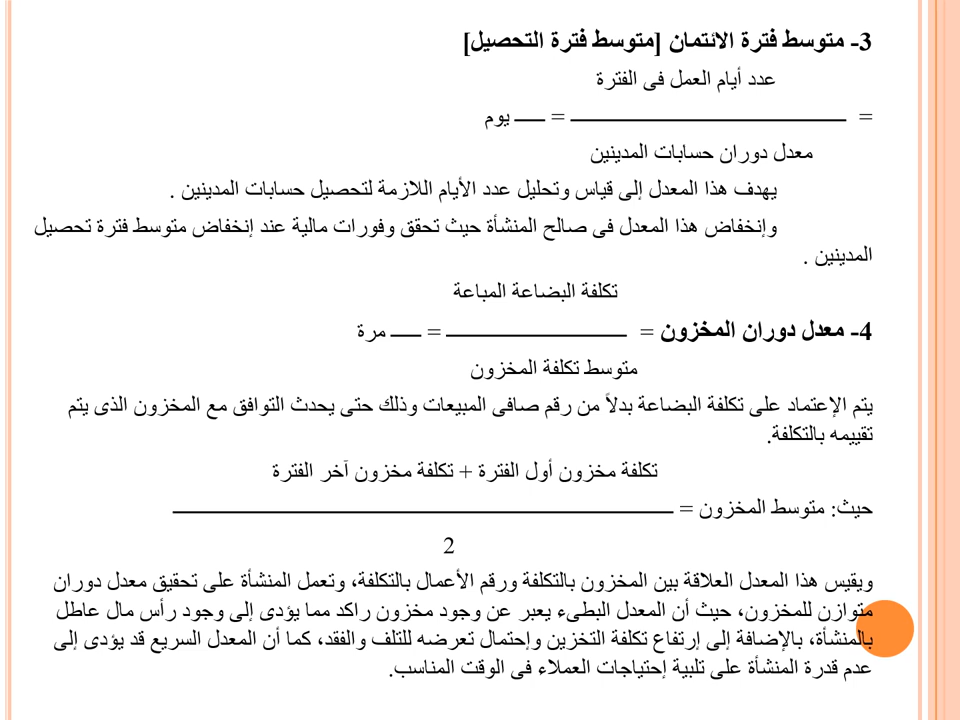 3- متوسط فترة الائتمان [متوسط فترة التحصيل]
عدد أيام العمل فى الفترة
= ــــــــــــــــــــــــــــــــــــــ = ـــــ يوم
معدل دوران حسابات المدينين
يهدف هذا المعدل إلى قياس وتحليل عدد الأيام اللازمة لتحصيل حسابات المدينين .
وإنخفاض هذا المعدل فى صالح المنشأة حيث تحقق وفورات مالية عند إنخفاض متوسط فترة تحصيل
المدينين .
تكلفة البضاعة المباعة
4- معدل دوران المخزون = ــــــــــــــــــــــــــ = ـــــ مرة
متوسط تكلفة المخزون
يتم الإعتماد على تكلفة البضاعة بدلاً من رقم صافى المبيعات وذلك حتى يحدث التوافق مع المخزون الذى يتم
تقييمه بالتكلفة.
تكلفة مخزون أول الفترة + تكلفة مخزون آخر الفترة
حيث: متوسط المخزون = ــــــــــــــــــــــــــــــــــــــــــــــــــــــــــــــــــــ
2
ويقيس هذا المعدل العلاقة بين المخزون بالتكلفة ورقم الأعمال بالتكلفة، وتعمل المنشأة على تحقيق معدل دوران
متوازن للمخزون، حيث أن المعدل البطىء يعبر عن وجود مخزون راكد مما يؤدى إلى وجود رأس مال عاطل
بالمنشأة، بالإضافة إلى إرتفاع تكلفة التخزين وإحتمال تعرضه للتلف والفقد، كما أن المعدل السريع قد يؤدى إلى
عدم قدرة المنشأة على تلبية إحتياجات العملاء فى الوقت المناسب.